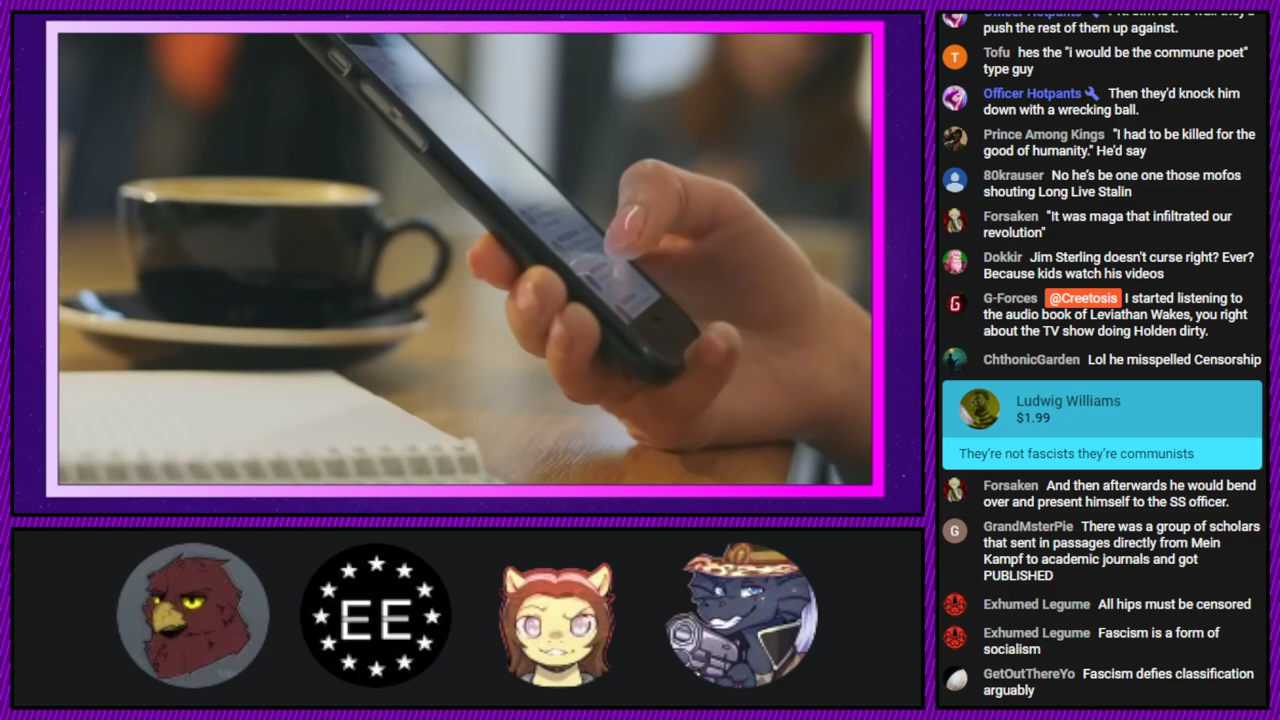 push the rest of them up against.
Tofu hes the "i would be the commune poet"
type guy
Officer Hotpants Then they'd knock him
down with a wrecking ball.
Prince Among Kings "I had to be killed for the
good of humanity." He'd say
80krauser No he's be one one those mofos
shouting Long Live Stalin
Forsaken "It was maga that infiltrated our
revolution"
Dokkir Jim Sterling doesn't curse right? Ever?
Because kids watch his videos
G-Forces @Creetosis I started listening to
the audio book of Leviathan Wakes, you right
about the TV show doing Holden dirty.
ChthonicGarden Lol he misspelled Censorship
Ludwig Williams
$1.99
They're not fascists they're communists
Forsaken And then afterwards he would bend
over and present himself to the SS officer.
GrandMsterPie There was a group of scholars
that sent in passages directly from Mein
Kampf to academic journals and got
PUBLISHED
Exhumed Legume All hips must be censored
Exhumed Legume Fascism is a form of
socialism
GetOutThereYo Fascism defies classification
arguably
T
G
G
EE